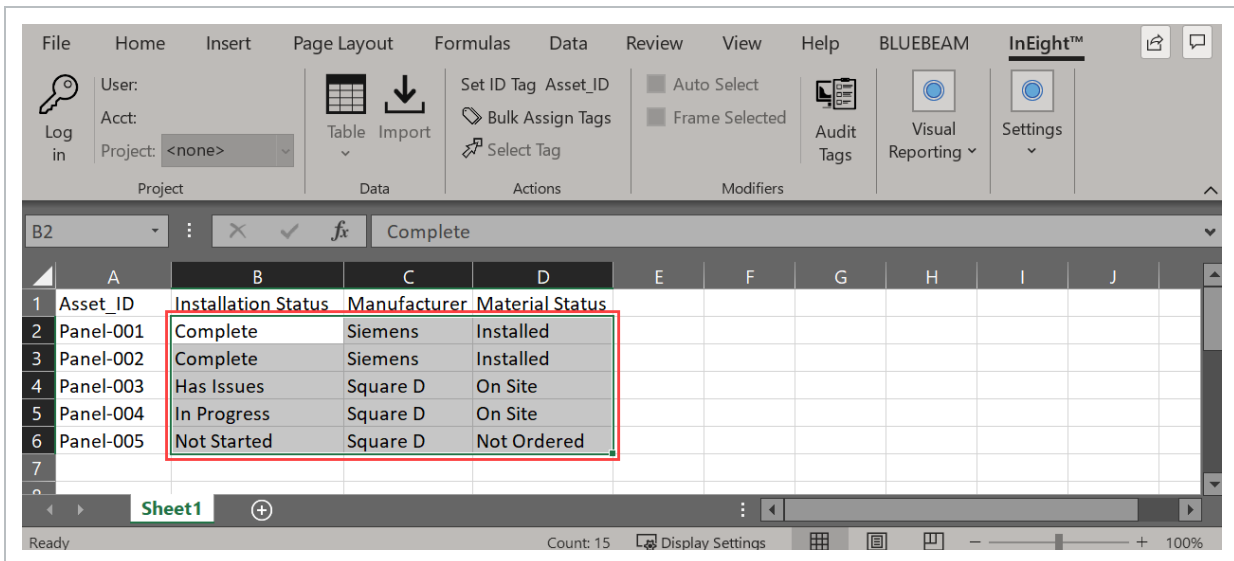 File Home Insert Page Layout Formulas Data Review View Help BLUEBEAM InEight™
Log in
User:
Acct:
Project: <none>
Project
Table Import
Data
Set ID Tag Asset_ID
Bulk Assign Tags
Select Tag
Actions
Auto Select
Frame Selected
Modifiers
Audit Tags
Visual Reporting
Settings
B2 fx Complete
A B C D E F G H I J
1 Asset_ID Installation Status Manufacturer Material Status
2 Panel-001 Complete Siemens Installed
3 Panel-002 Complete Siemens Installed
4 Panel-003 Has Issues Square D On Site
5 Panel-004 In Progress Square D On Site
6 Panel-005 Not Started Square D Not Ordered
7
Sheet1
Ready Count: 15 Display Settings 100%